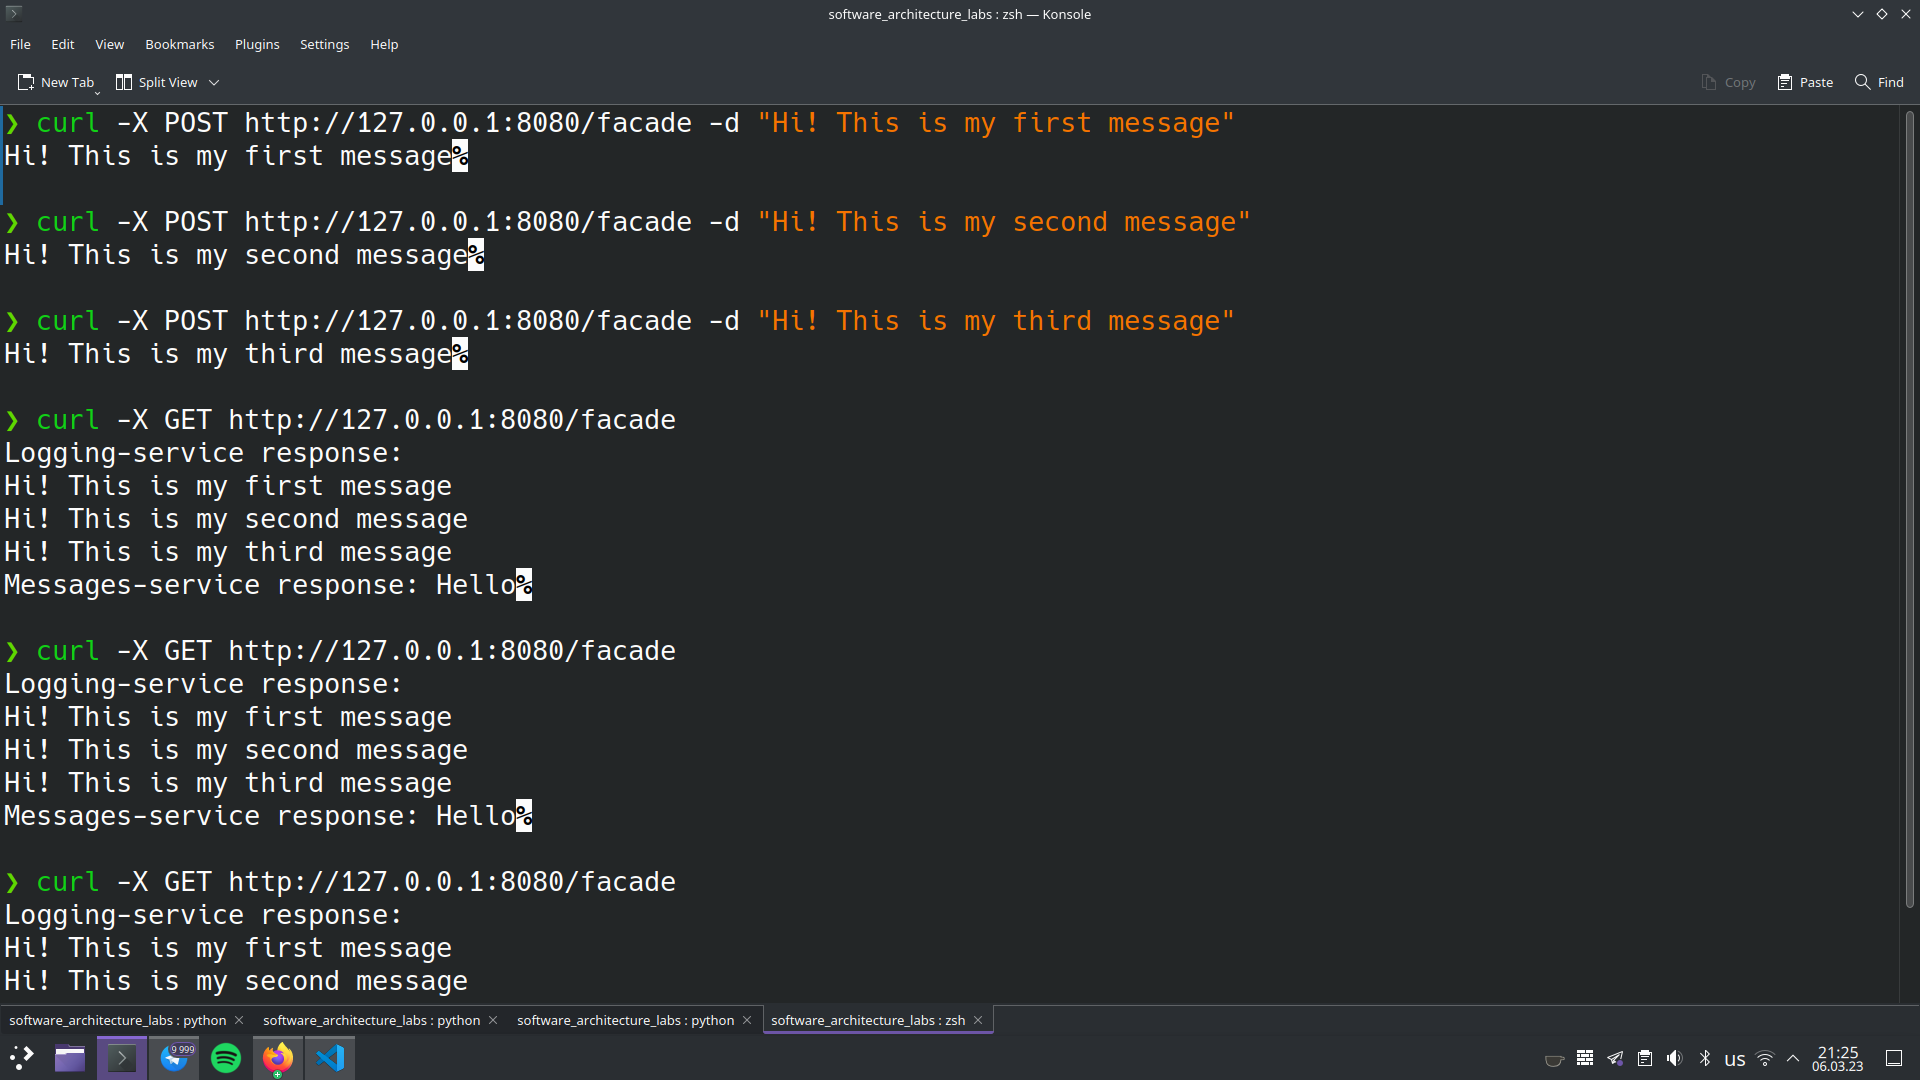 software_architecture_labs : zsh — Konsole
File Edit View Bookmarks Plugins Settings Help
New Tab Split View Copy Paste Find
❯ curl -X POST http://127.0.0.1:8080/facade -d "Hi! This is my first message"
Hi! This is my first message%
❯ curl -X POST http://127.0.0.1:8080/facade -d "Hi! This is my second message"
Hi! This is my second message%
❯ curl -X POST http://127.0.0.1:8080/facade -d "Hi! This is my third message"
Hi! This is my third message%
❯ curl -X GET http://127.0.0.1:8080/facade
Logging-service response:
Hi! This is my first message
Hi! This is my second message
Hi! This is my third message
Messages-service response: Hello%
❯ curl -X GET http://127.0.0.1:8080/facade
Logging-service response:
Hi! This is my first message
Hi! This is my second message
Hi! This is my third message
Messages-service response: Hello%
❯ curl -X GET http://127.0.0.1:8080/facade
Logging-service response:
Hi! This is my first message
Hi! This is my second message
software_architecture_labs : python software_architecture_labs : python software_architecture_labs : python software_architecture_labs : zsh
9 999 us 21:25
06.03.23